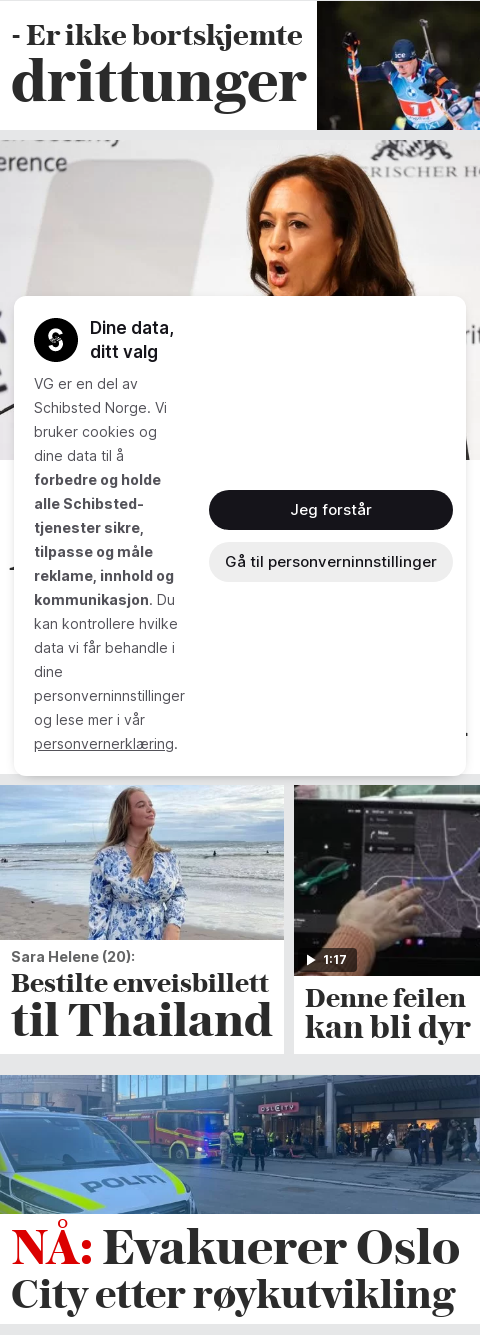 - Er ikke bortskjemte
drittunger
erence
ERISCHER HO
Dine data,
ditt valg
VG er en del av
Schibsted Norge. Vi
bruker cookies og
dine data til å
forbedre og holde
alle Schibsted-
tjenester sikre,
tilpasse og måle
reklame, innhold og
kommunikasjon. Du
kan kontrollere hvilke
data vi får behandle i
dine
personverninnstillinger
og lese mer i vår
personvernerklæring.
Jeg forstår
Gå til personverninnstillinger
Sara Helene (20):
Bestilte enveisbillett
til Thailand
1:17
Denne feilen
kan bli dyr
OSLO CITY
POLITI
NÅ: Evakuerer Oslo
City etter røykutvikling